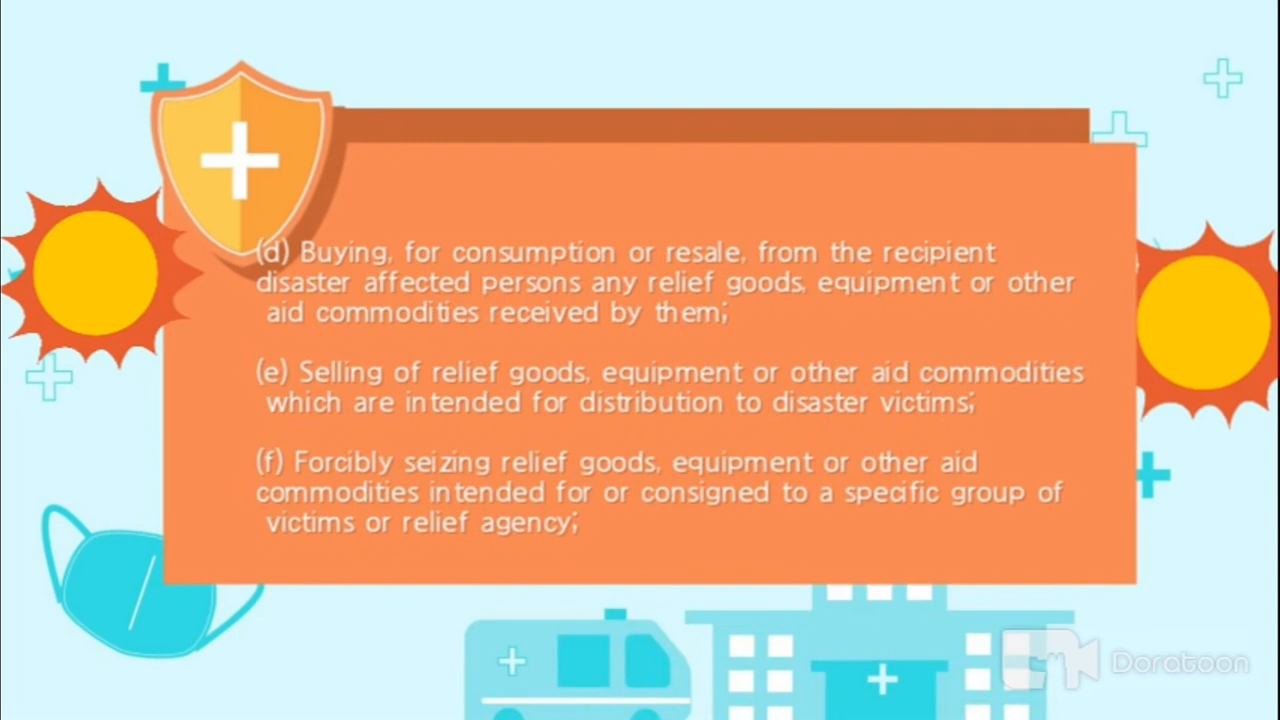 (d) Buying, for consumption or resale, from the recipient
disaster affected persons any relief goods, equipment or other
aid commodities received by them;
(e) Selling of relief goods, equipment or other aid commodities
which are intended for distribution to disaster victims;
(f) Forcibly seizing relief goods, equipment or other aid
commodities intended for or consigned to a specific group of
victims or relief agency;
Doratoon